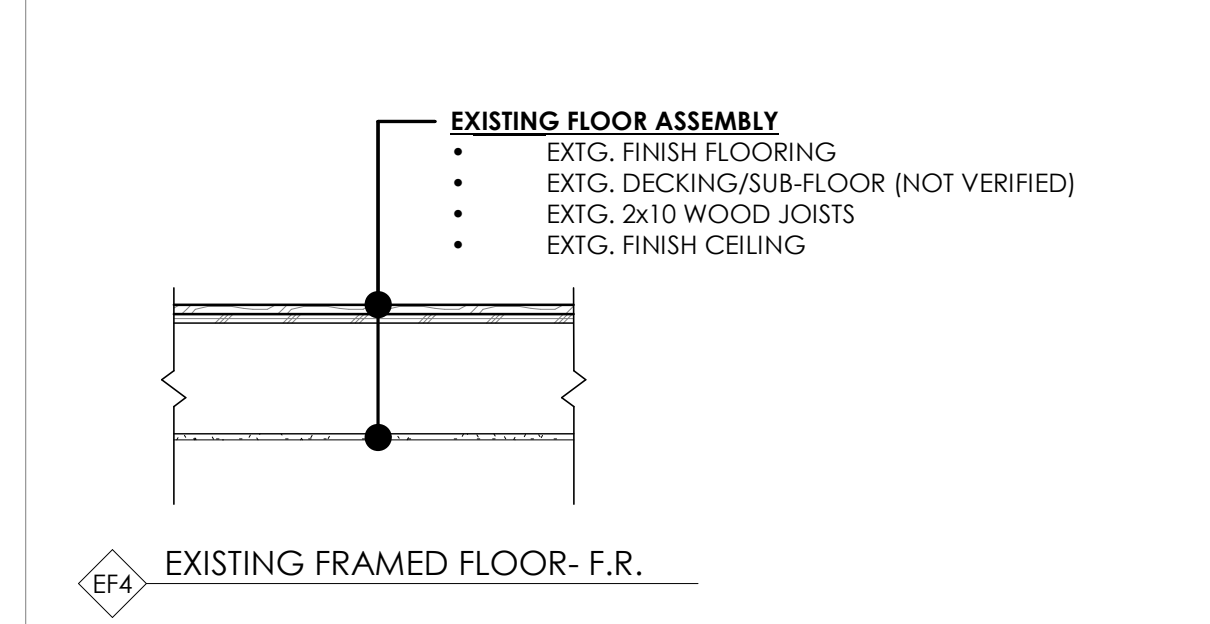 EXISTING FLOOR ASSEMBLY
• EXTG. FINISH FLOORING
• EXTG. DECKING/SUB-FLOOR (NOT VERIFIED)
• EXTG. 2x10 WOOD JOISTS
• EXTG. FINISH CEILING
EXISTING FRAMED FLOOR- F.R.
EF4